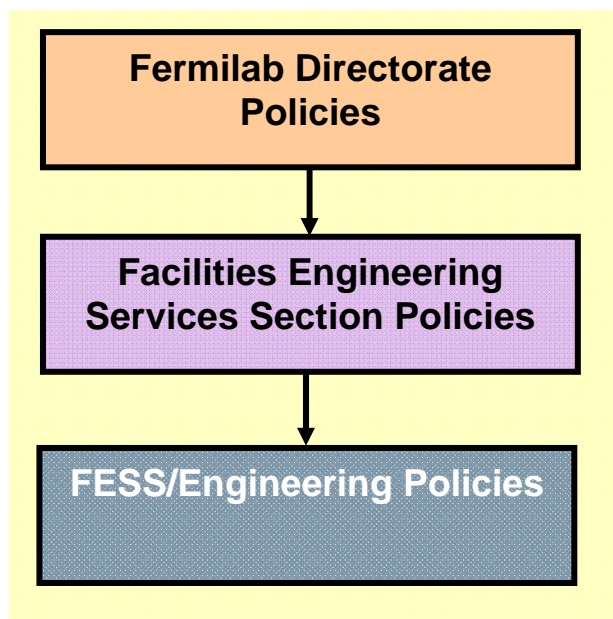 Fermilab Directorate
Policies
Facilities Engineering
Services Section Policies
FESS/Engineering Policies